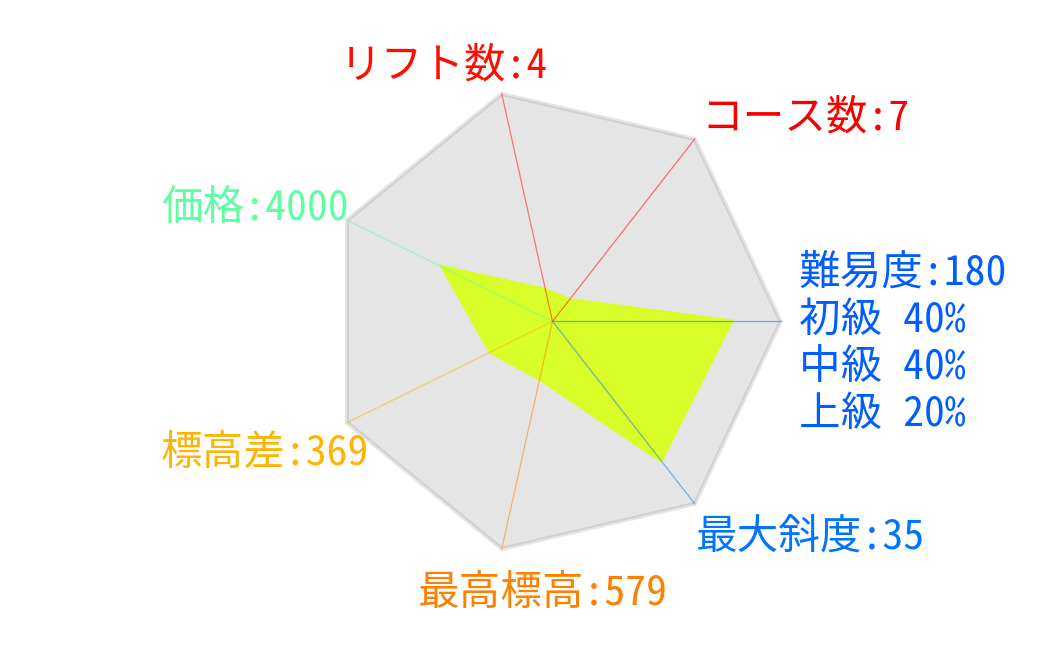 リフト数:4
コース数:7
価格:4000
難易度:180
初級 40%
中級 40%
上級 20%
標高差:369
最大斜度:35
最高標高:579